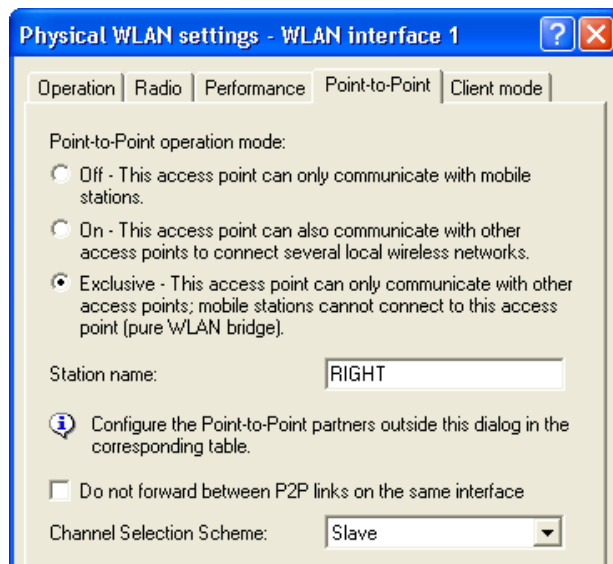 Physical WLAN settings - WLAN interface 1
Operation Radio Performance Point-to-Point Client mode
Point-to-Point operation mode:
Off - This access point can only communicate with mobile
stations.
On - This access point can also communicate with other
access points to connect several local wireless networks.
Exclusive - This access point can only communicate with other
access points; mobile stations cannot connect to this access
point (pure WLAN bridge).
Station name: RIGHT
Configure the Point-to-Point partners outside this dialog in the
corresponding table.
Do not forward between P2P links on the same interface
Channel Selection Scheme: Slave